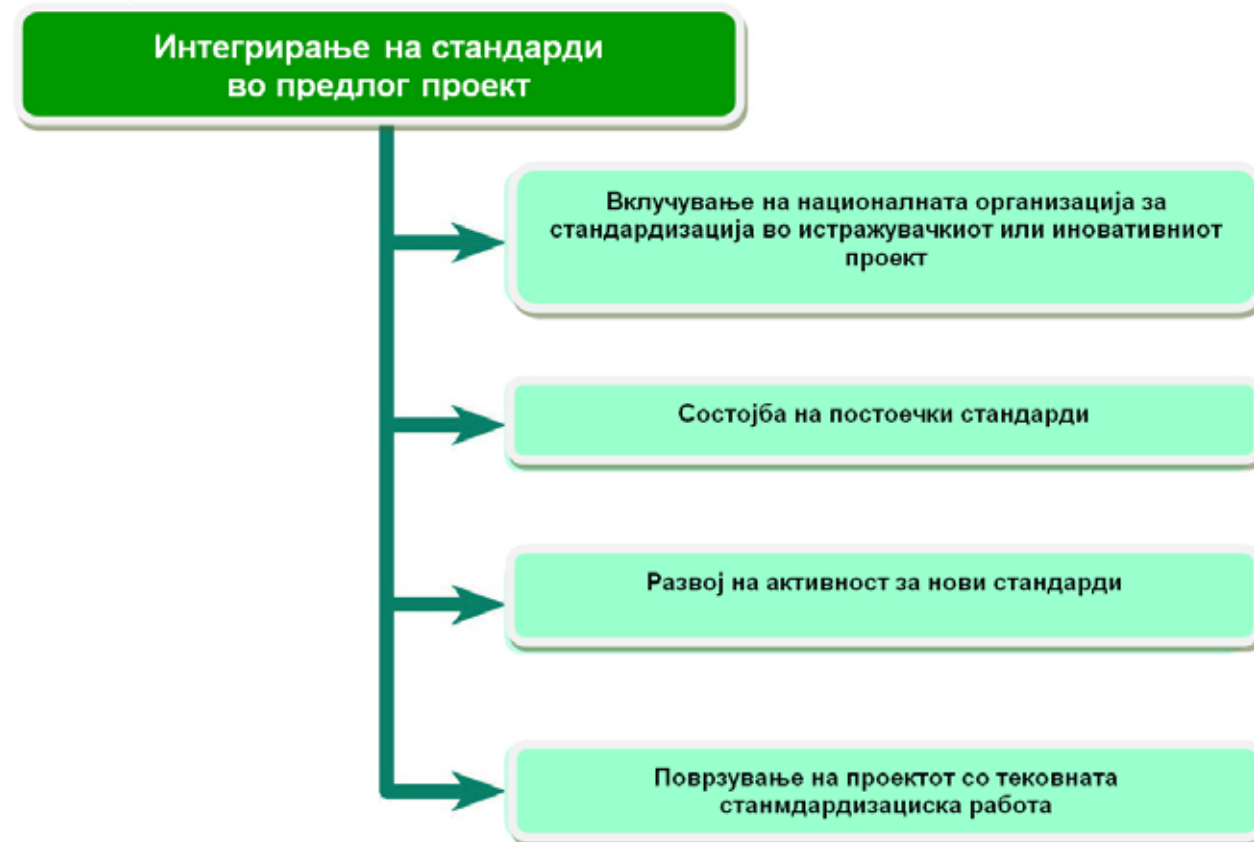 Интегрирање на стандарди
во предлог проект
Вклучување на националната организација за
стандардизација во истражувачкиот или иновативниот
проект
Состојба на постоечки стандарди
Развој на активност за нови стандарди
Поврзување на проектот со тековната
станмдардизациска работа